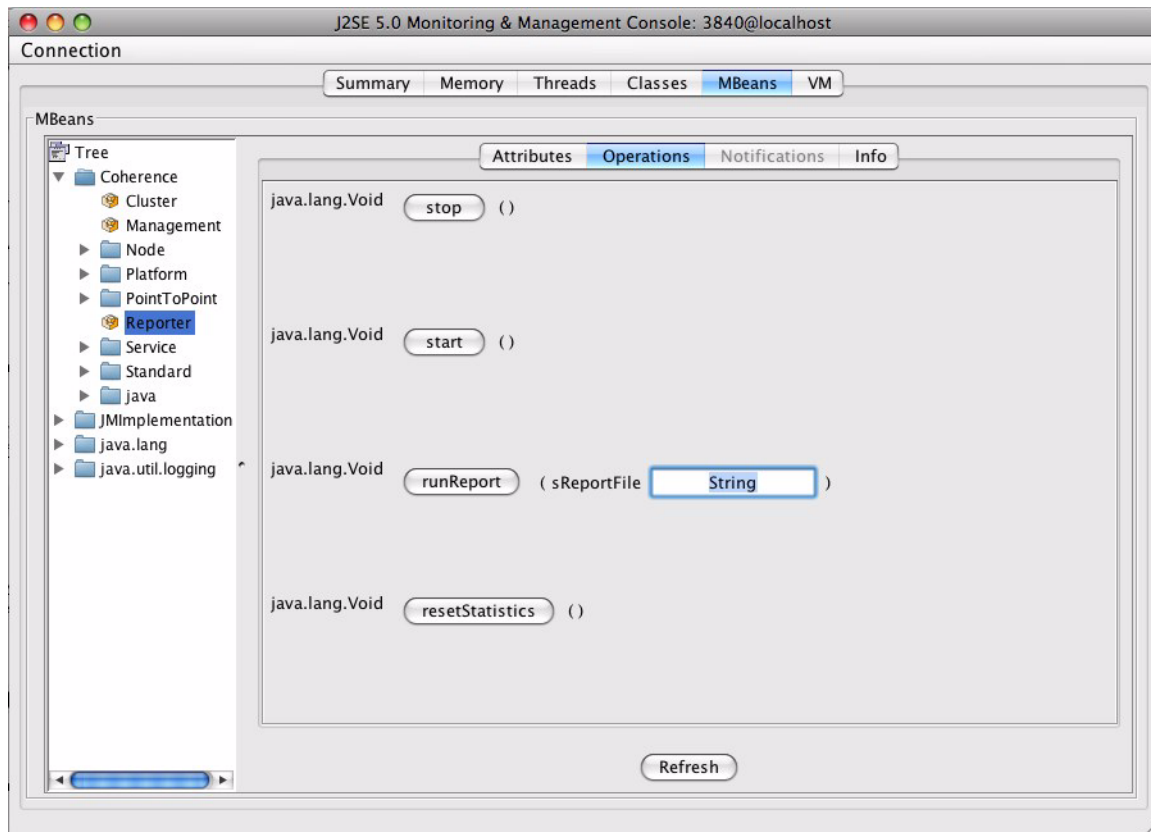 J2SE 5.0 Monitoring & Management Console: 3840@localhost
Connection
Summary Memory Threads Classes MBeans VM
MBeans
Tree
Coherence
Cluster
Management
Node
Platform
PointToPoint
Reporter
Service
Standard
java
JMImplementation
java.lang
java.util.logging
Attributes Operations Notifications Info
java.lang.Void stop ()
java.lang.Void start ()
java.lang.Void runReport ( sReportFile String )
java.lang.Void resetStatistics ()
Refresh